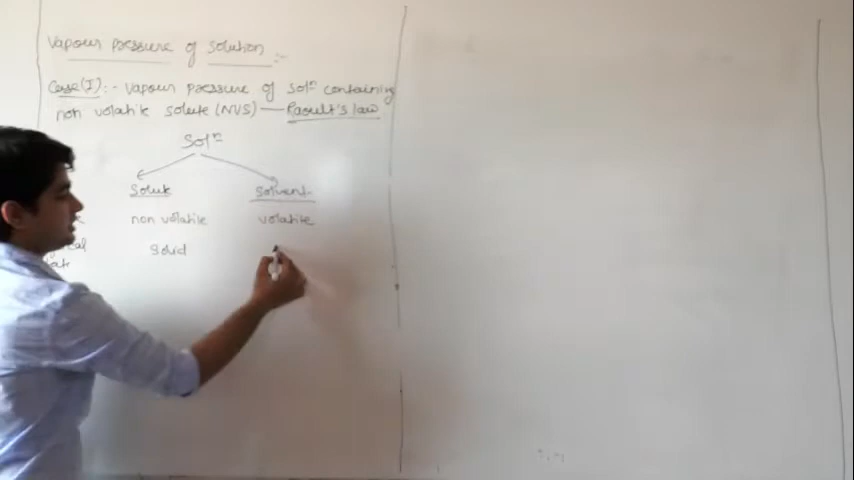 Vapour pressure of solution :-
Case(I):- Vapour pressure of solⁿ containing
non volatile solute (NVS) — Raoult's law
Solⁿ
Solute Solvent
non volatile volatile
Solid